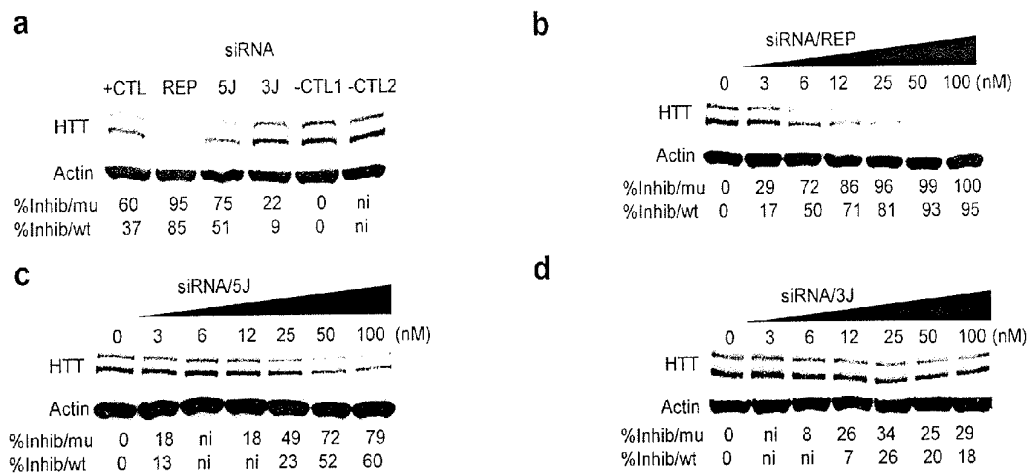 a
siRNA
+CTL REP 5J 3J -CTL1 -CTL2
HTT
Actin
%Inhib/mu 60 95 75 22 0 ni
%Inhib/wt 37 85 51 9 0 ni
b
siRNA/REP
0 3 6 12 25 50 100 (nM)
HTT
Actin
%Inhib/mu 0 29 72 86 96 99 100
%Inhib/wt 0 17 50 71 81 93 95
c
siRNA/5J
0 3 6 12 25 50 100 (nM)
HTT
Actin
%Inhib/mu 0 18 ni 18 49 72 79
%Inhib/wt 0 13 ni ni 23 52 60
d
siRNA/3J
0 3 6 12 25 50 100 (nM)
HTT
Actin
%Inhib/mu 0 ni 8 26 34 25 29
%Inhib/wt 0 ni ni 7 26 20 18